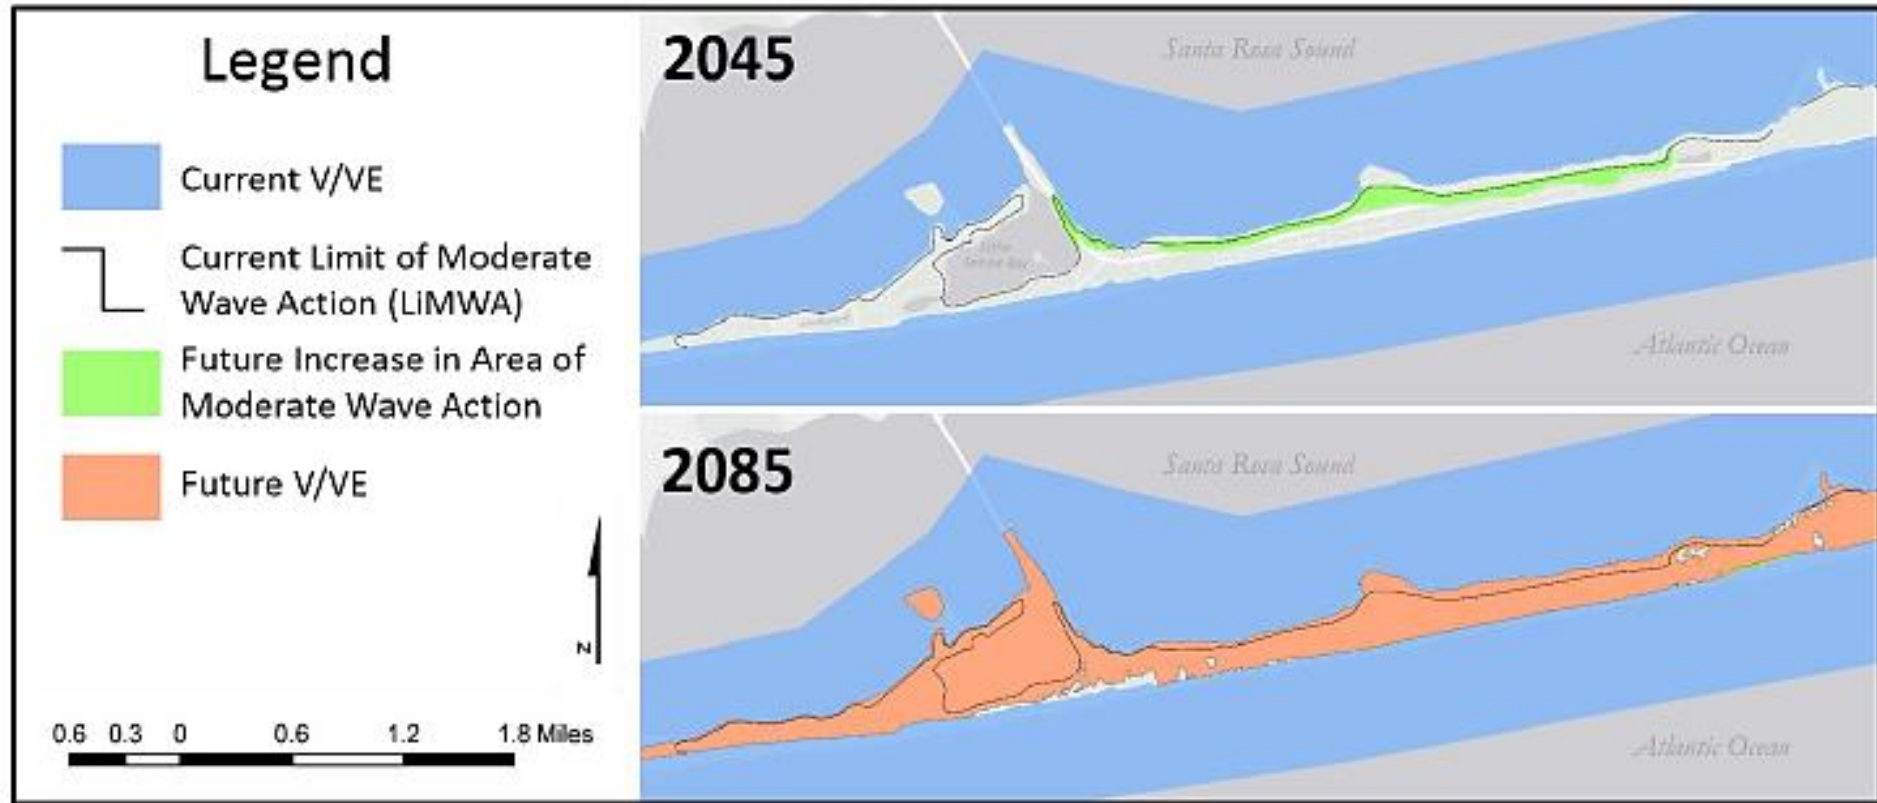 Legend
Current V/VE
Current Limit of Moderate
Wave Action (LiMWA)
Future Increase in Area of
Moderate Wave Action
Future V/VE
N
0.6 0.3 0 0.6 1.2 1.8 Miles
2045
Santa Rosa Sound
Atlantic Ocean
2085
Santa Rosa Sound
Atlantic Ocean